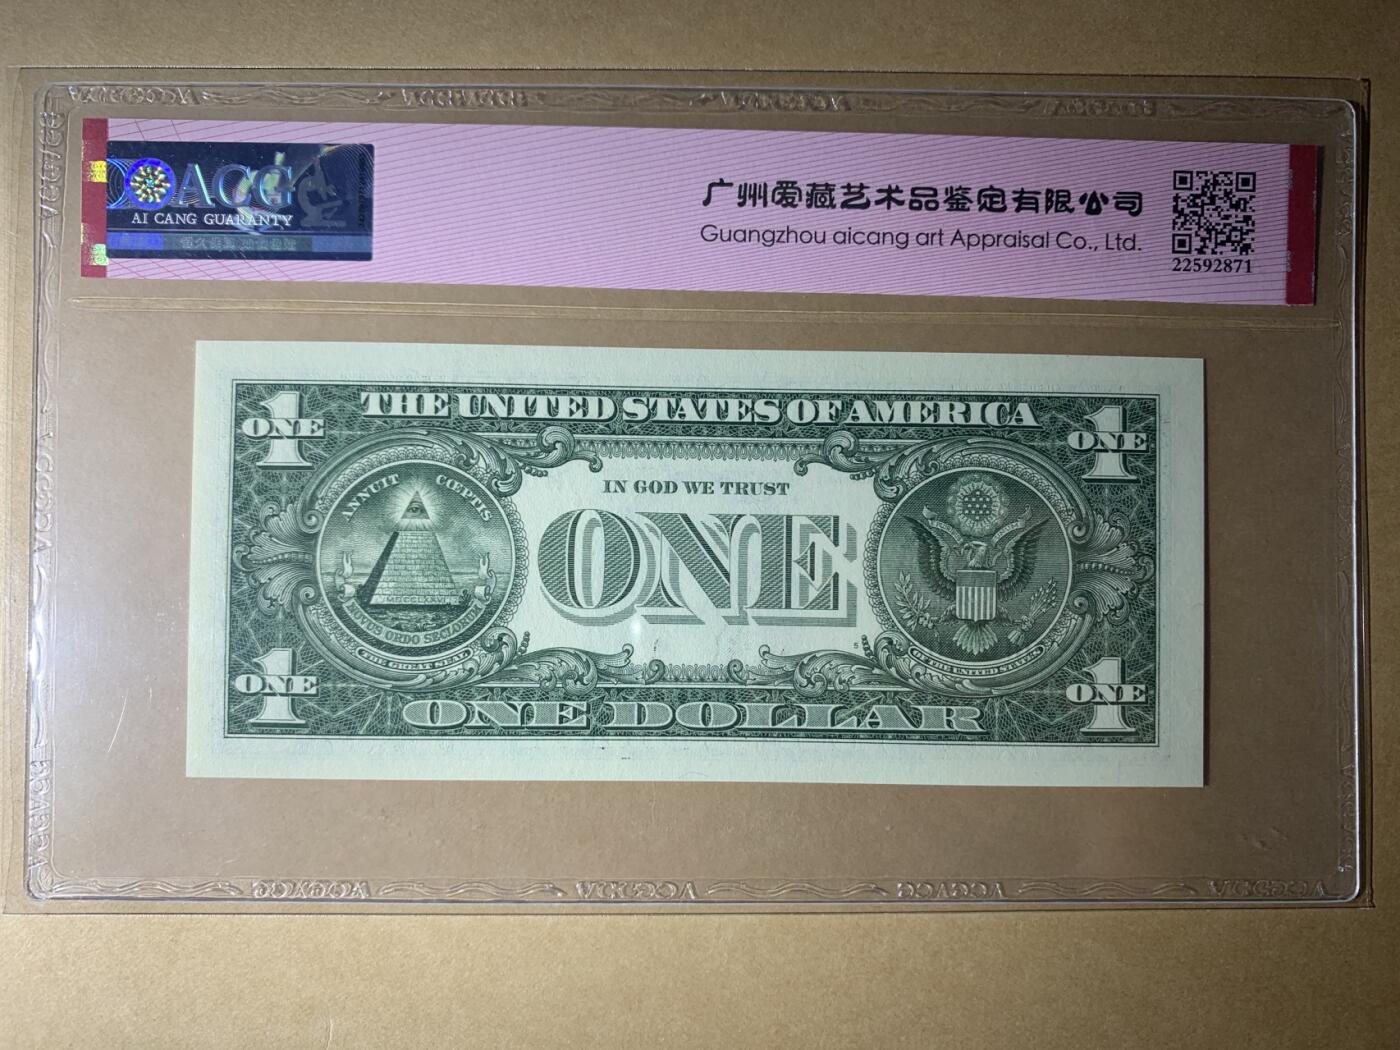 ACG
AI CANG GUARANTY
广州爱藏艺术品鉴定有限公司
Guangzhou aicang art Appraisal Co., Ltd.
22592871
THE UNITED STATES OF AMERICA
1
ONE
1
ONE
ANNUIT CŒPTIS
IN GOD WE TRUST
ONE
MDCCLXXVI
NOVUS ORDO SECLORUM
THE GREAT SEAL
OF THE UNITED STATES
1
ONE
1
ONE
ONE DOLLAR